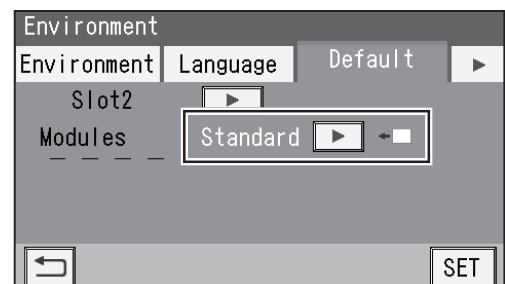 Environment
Environment Language Default
Slot2
Modules Standard
SET